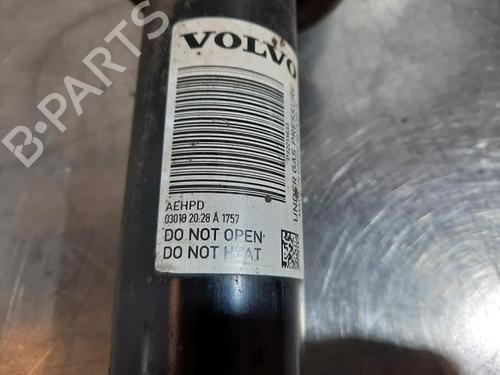 VOLVO
AEHPD
03019 20:28 A 1757
DO NOT OPEN
DO NOT HEAT
UNDER GAS PRESSURE
B-PARTS